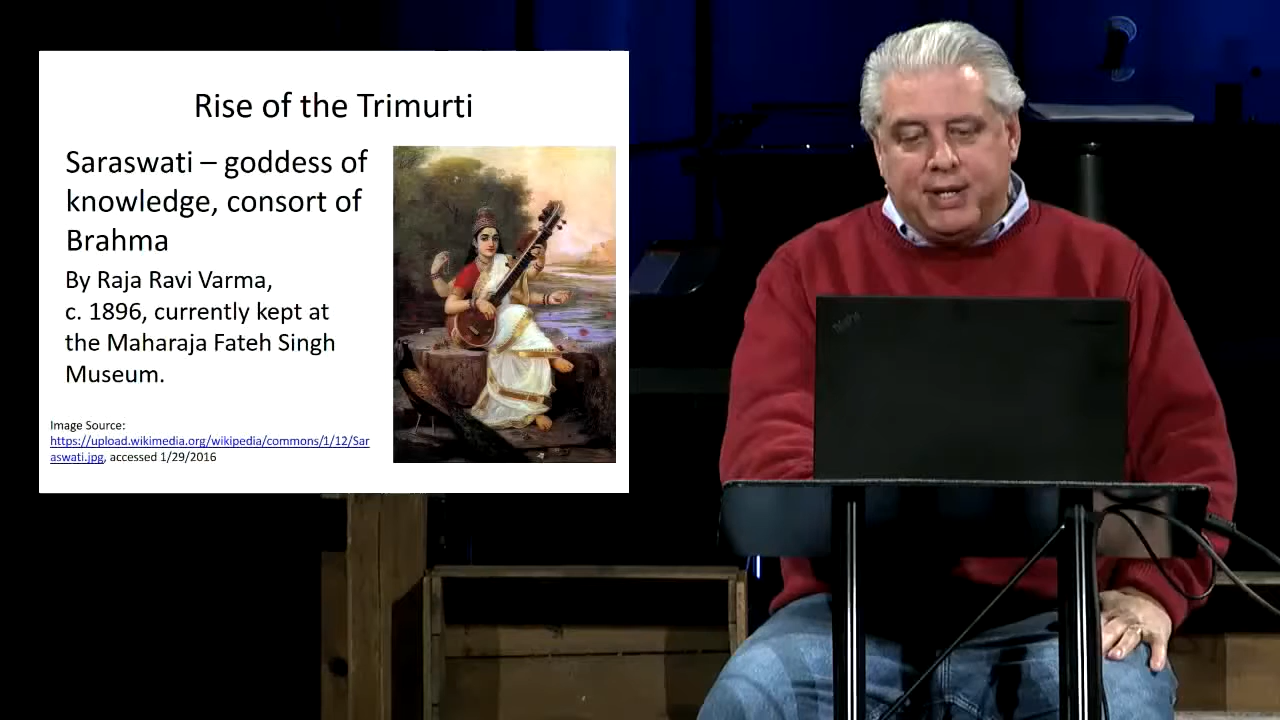 Rise of the Trimurti
Saraswati – goddess of
knowledge, consort of
Brahma
By Raja Ravi Varma,
c. 1896, currently kept at
the Maharaja Fateh Singh
Museum.
Image Source:
https://upload.wikimedia.org/wikipedia/commons/1/12/Sar
aswati.jpg, accessed 1/29/2016
ThinkPad